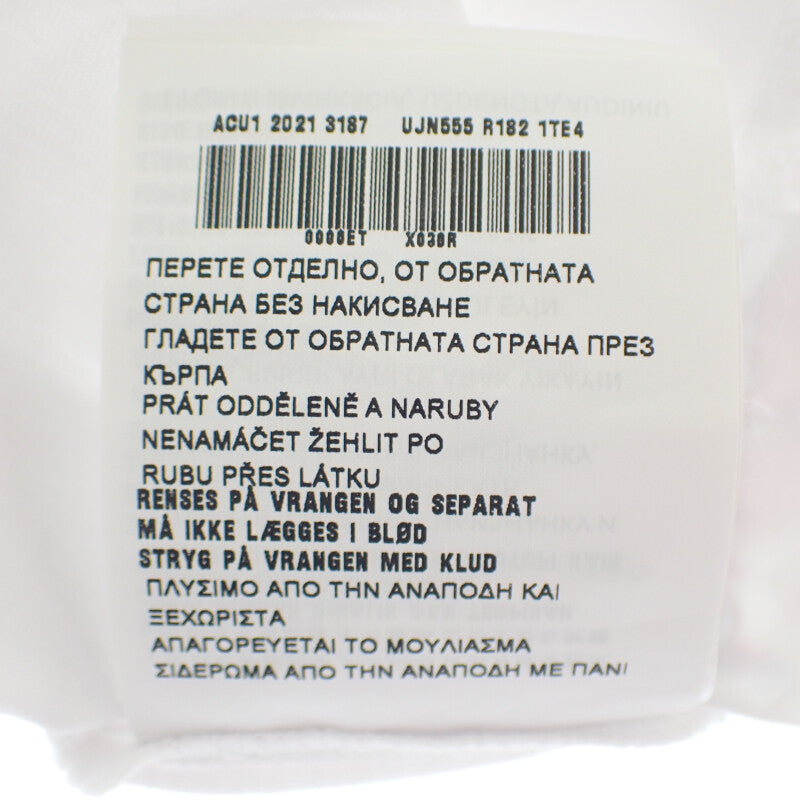 ACU1 2021 3187 UJN555 R182 1TE4
X039R
ПЕРЕТЕ ОТДЕЛНО, ОТ ОБРАТНАТА
СТРАНА БЕЗ НАКИСВАНЕ
ГЛАДЕТЕ ОТ ОБРАТНАТА СТРАНА ПРЕЗ
КЪРПА
PRÁT ODDĚLENĚ A NARUBY
NENAMÁČET ŽEHLIT PO
RUBU PŘES LÁTKU
RENSES PÅ VRANGEN OG SEPARAT
MÅ IKKE LÆGGES I BLØD
STRYG PÅ VRANGEN MED KLUD
ΠΛΥΣΙΜΟ ΑΠΟ ΤΗΝ ΑΝΑΠΟΔΗ ΚΑΙ
ΞΕΧΩΡΙΣΤΑ
ΑΠΑΓΟΡΕΥΕΤΑΙ ΤΟ ΜΟΥΛΙΑΣΜΑ
ΣΙΔΕΡΩΜΑ ΑΠΟ ΤΗΝ ΑΝΑΠΟΔΗ ΜΕ ΠΑΝΙ